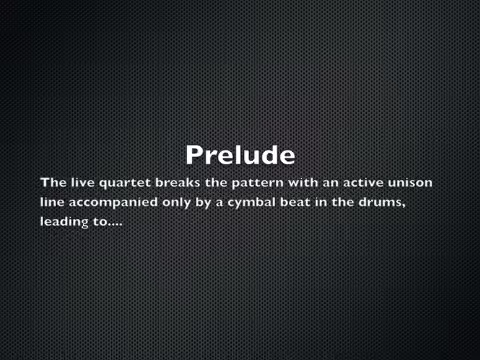 Prelude
The live quartet breaks the pattern with an active unison
line accompanied only by a cymbal beat in the drums,
leading to....